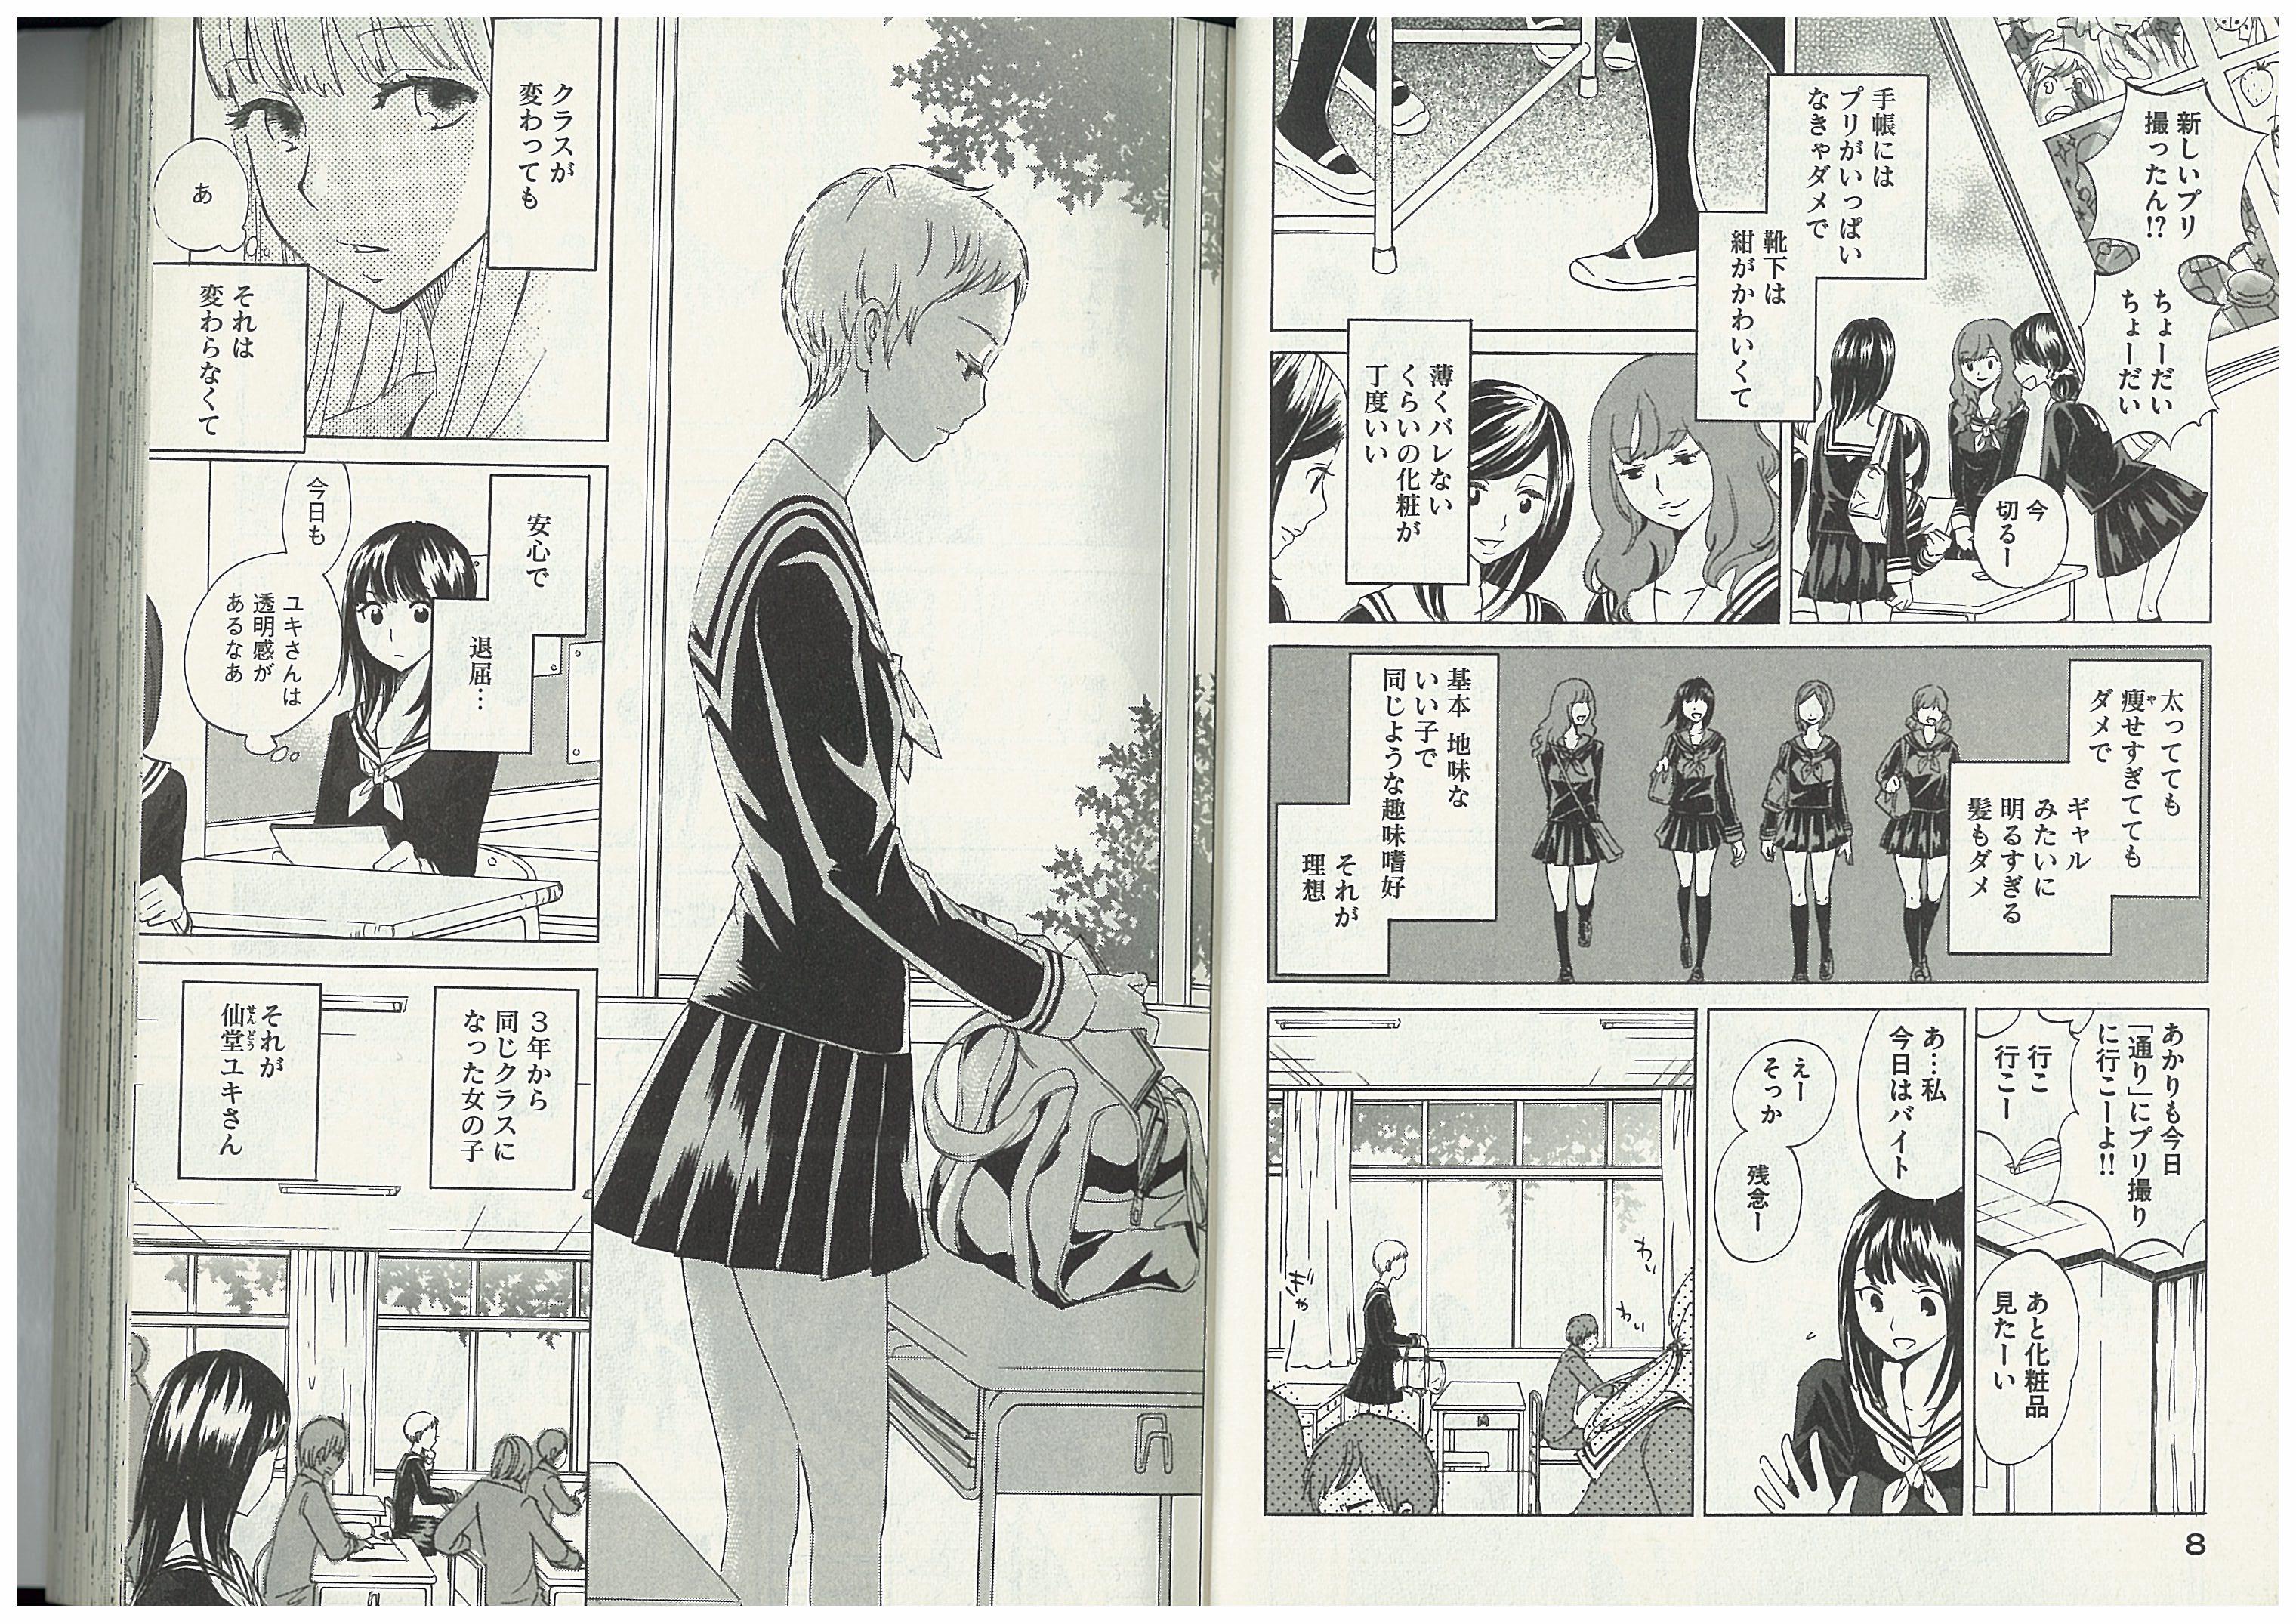 新しいプリ
撮ったん!?
ちょーだい
ちょーだい
今
切るー
手帳には
プリがいっぱい
なきゃダメで
靴下は
紺がかわいくて
薄くバレない
くらいの化粧が
丁度いい
太ってても
痩せすぎてても
や
ダメで
ギャル
みたいに
明るすぎる
髪もダメ
基本 地味な
いい子で
同じような趣味嗜好
それが
理想
あかりも今日
「通り」にプリ撮り
に行こーよ!!
行こ
行こー
あと化粧品
見たーい
あ…私
今日はバイト
えー
そっか
残念ー
わい
わい
8
クラスが
変わっても
あ
それは
変わらなくて
安心で
退屈…
今日も
ユキさんは
透明感が
あるなあ
3年から
同じクラスに
なった女の子
それが
仙堂ユキさん
せんどう